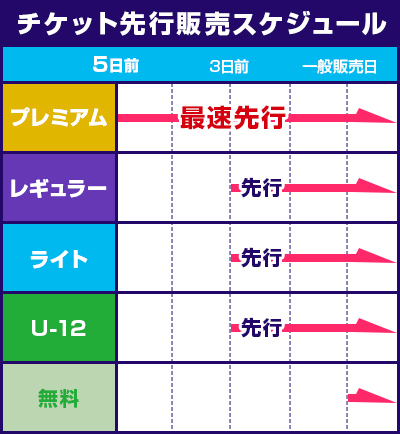 チケット先行販売スケジュール
5日前 3日前 一般販売日
プレミアム 最速先行
レギュラー 先行
ライト 先行
U-12 先行
無料